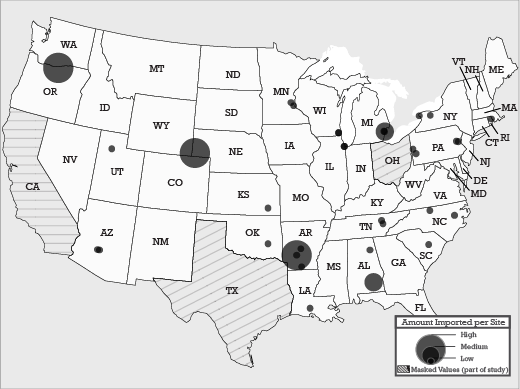 WA
VT
NH
ME
MT
ND
OR
MN
ID
SD
WI
MI
NY
MA
WY
RI
CT
IA
NE
PA
NV
OH
NJ
UT
IL
IN
CO
DE
CA
WV
MD
KS
MO
VA
KY
NC
TN
AZ
OK
AR
NM
SC
MS
AL
GA
TX
LA
FL
Amount Imported per Site
High
Medium
Low
Masked Values (part of study)